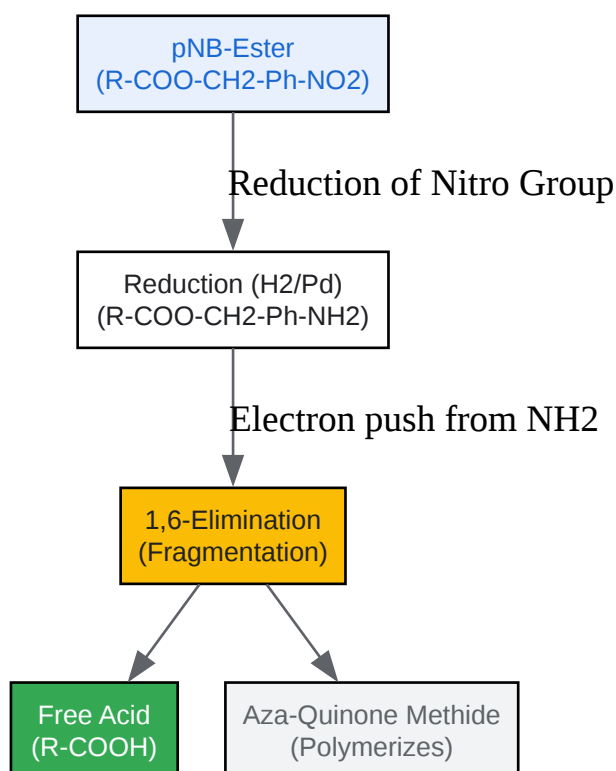 pNB-Ester
(R-COO-CH2-Ph-NO2)
Reduction of Nitro Group
Reduction (H2/Pd)
(R-COO-CH2-Ph-NH2)
Electron push from NH2
1,6-Elimination
(Fragmentation)
Free Acid
(R-COOH)
Aza-Quinone Methide
(Polymerizes)